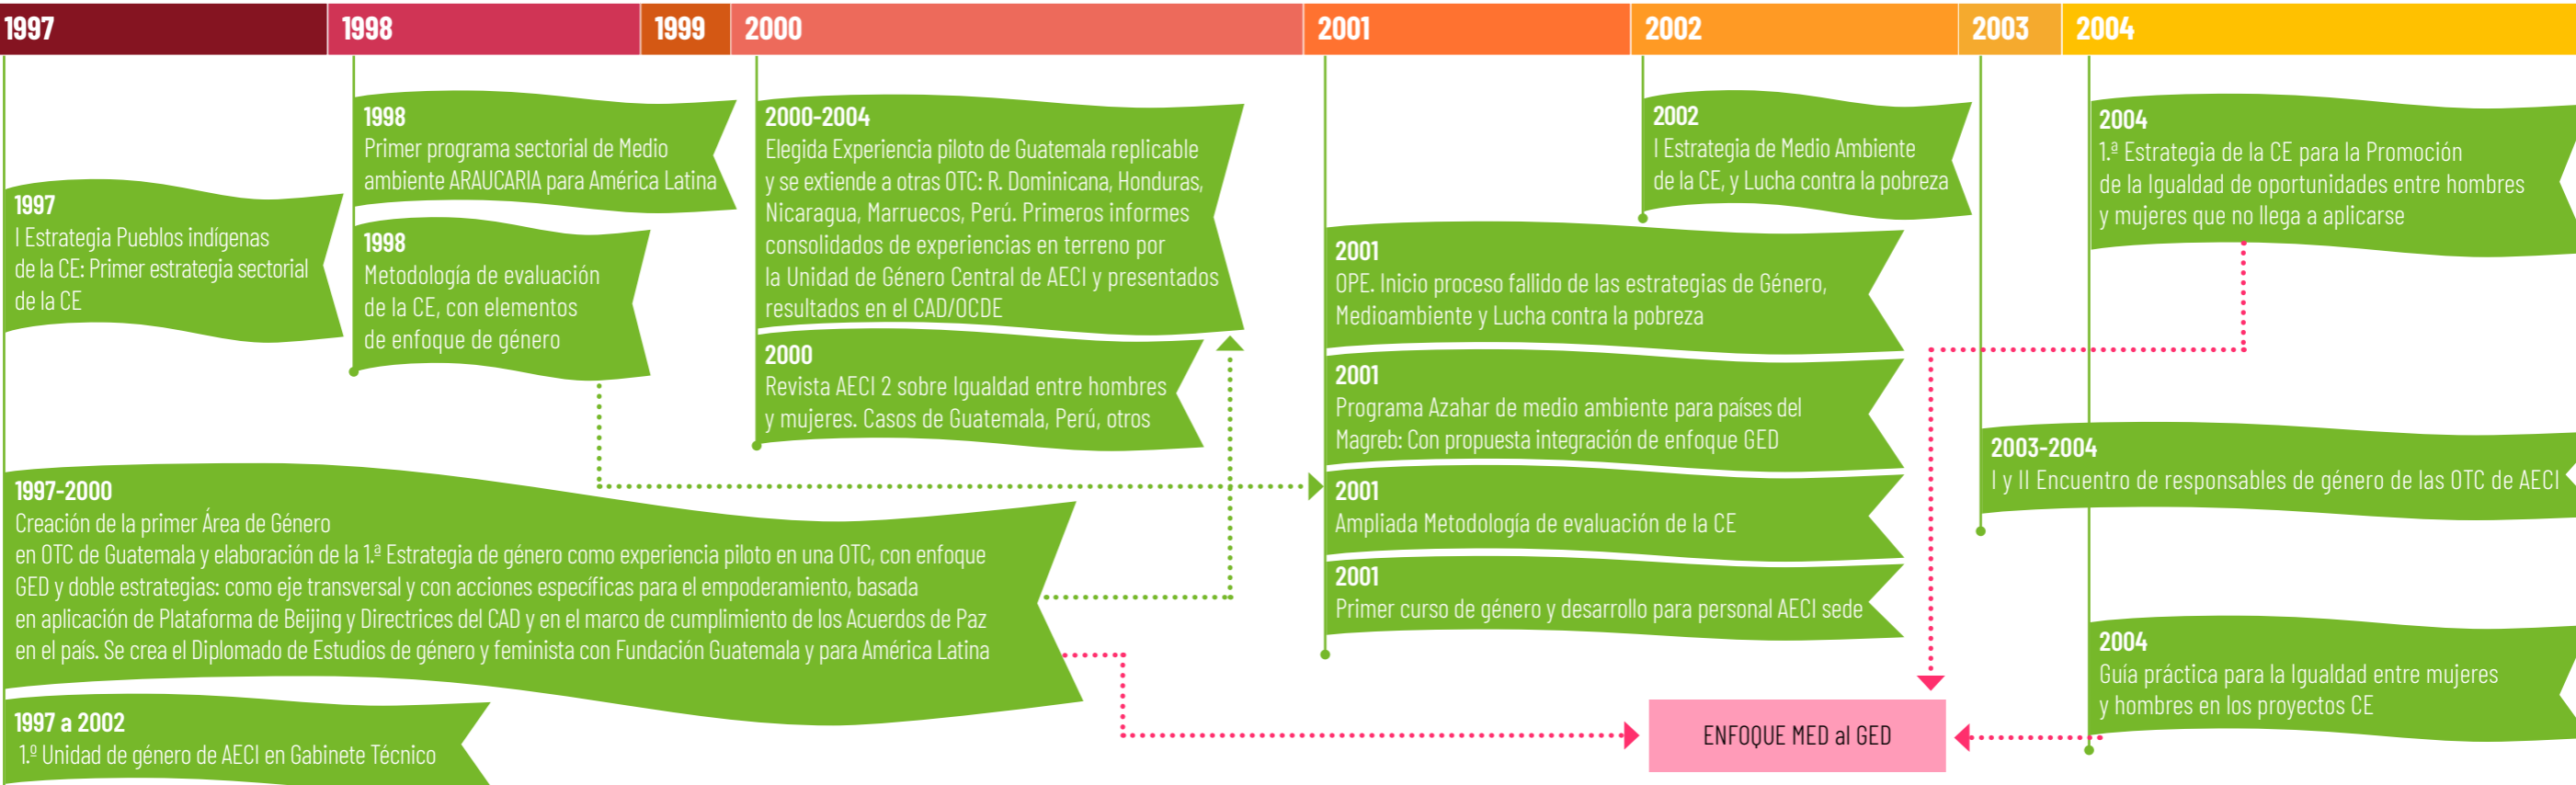 1997
1998
1999
2000
2001
2002
2003
2004
1997
I Estrategia Pueblos indígenas
de la CE: Primer estrategia sectorial
de la CE
1997-2000
Creación de la primer Área de Género
en OTC de Guatemala y elaboración de la 1.ª Estrategia de género como experiencia piloto en una OTC, con enfoque
GED y doble estrategias: como eje transversal y con acciones específicas para el empoderamiento, basada
en aplicación de Plataforma de Beijing y Directrices del CAD y en el marco de cumplimiento de los Acuerdos de Paz
en el país. Se crea el Diplomado de Estudios de género y feminista con Fundación Guatemala y para América Latina
1997 a 2002
1.º Unidad de género de AECI en Gabinete Técnico
1998
Primer programa sectorial de Medio
ambiente ARAUCARIA para América Latina
1998
Metodología de evaluación
de la CE, con elementos
de enfoque de género
2000-2004
Elegida Experiencia piloto de Guatemala replicable
y se extiende a otras OTC: R. Dominicana, Honduras,
Nicaragua, Marruecos, Perú. Primeros informes
consolidados de experiencias en terreno por
la Unidad de Género Central de AECI y presentados
resultados en el CAD/OCDE
2000
Revista AECI 2 sobre Igualdad entre hombres
y mujeres. Casos de Guatemala, Perú, otros
2001
OPE. Inicio proceso fallido de las estrategias de Género,
Medioambiente y Lucha contra la pobreza
2001
Programa Azahar de medio ambiente para países del
Magreb: Con propuesta integración de enfoque GED
2001
Ampliada Metodología de evaluación de la CE
2001
Primer curso de género y desarrollo para personal AECI sede
2002
I Estrategia de Medio Ambiente
de la CE, y Lucha contra la pobreza
2003-2004
I y II Encuentro de responsables de género de las OTC de AECI
2004
1.ª Estrategia de la CE para la Promoción
de la Igualdad de oportunidades entre hombres
y mujeres que no llega a aplicarse
2004
Guía práctica para la Igualdad entre mujeres
y hombres en los proyectos CE
ENFOQUE MED al GED